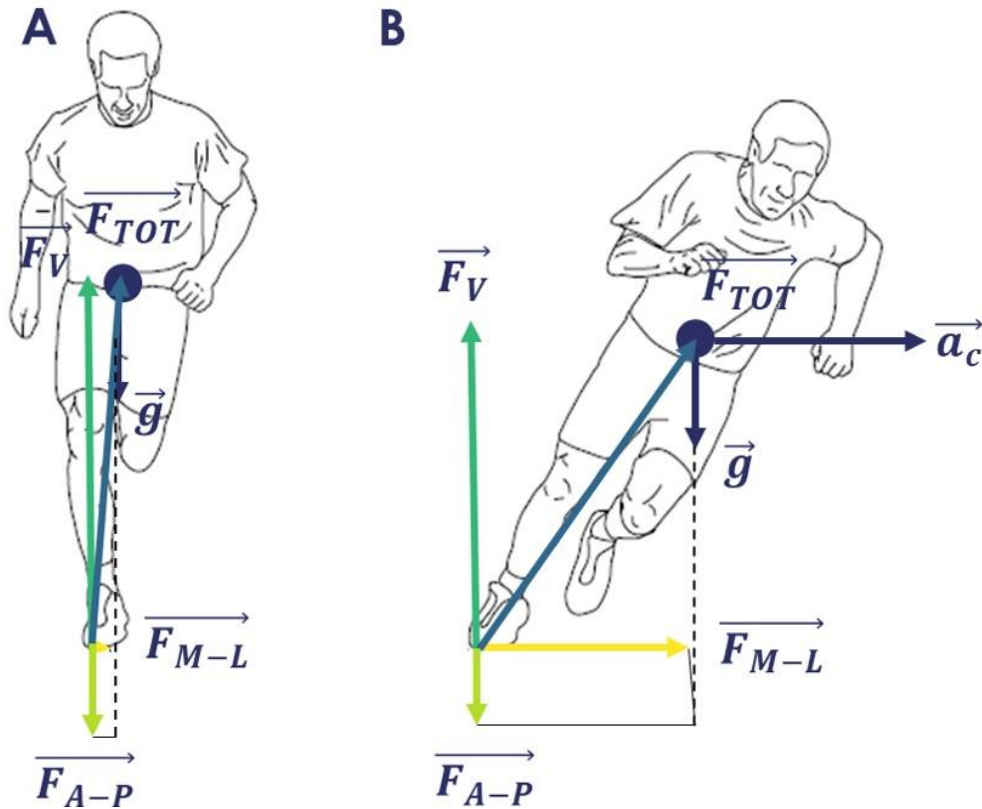 A
B
F_TOT
F_V
g
F_M-L
F_A-P
F_V
F_TOT
a_c
g
F_M-L
F_A-P